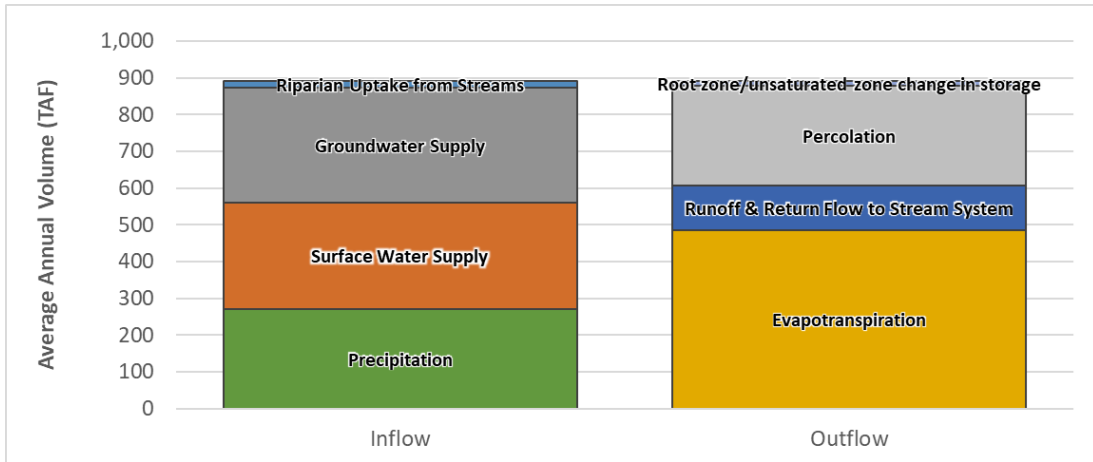 Average Annual Volume (TAF)
1,000
900
800
700
600
500
400
300
200
100
0
Riparian Uptake from Streams
Groundwater Supply
Surface Water Supply
Precipitation
Root zone/unsaturated zone change in storage
Percolation
Runoff & Return Flow to Stream System
Evapotranspiration
Inflow
Outflow